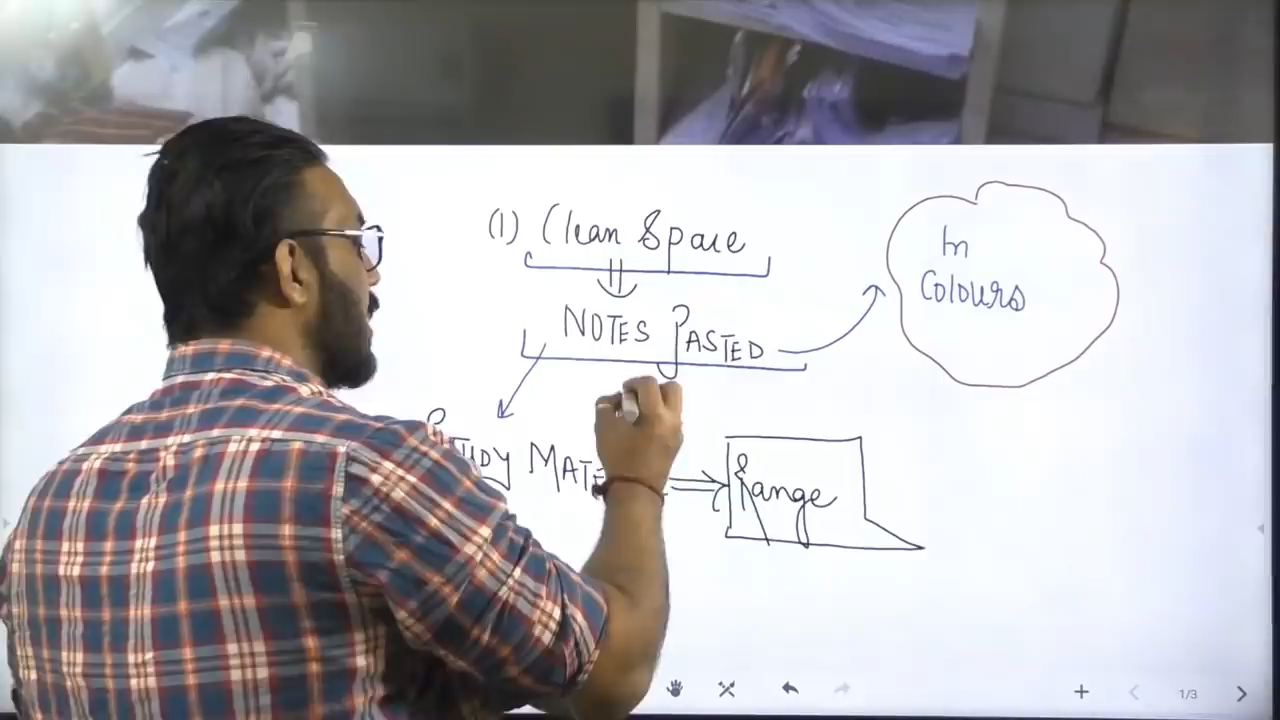 (1) Clean Space
In
Colours
NOTES PASTED
Range
1/3